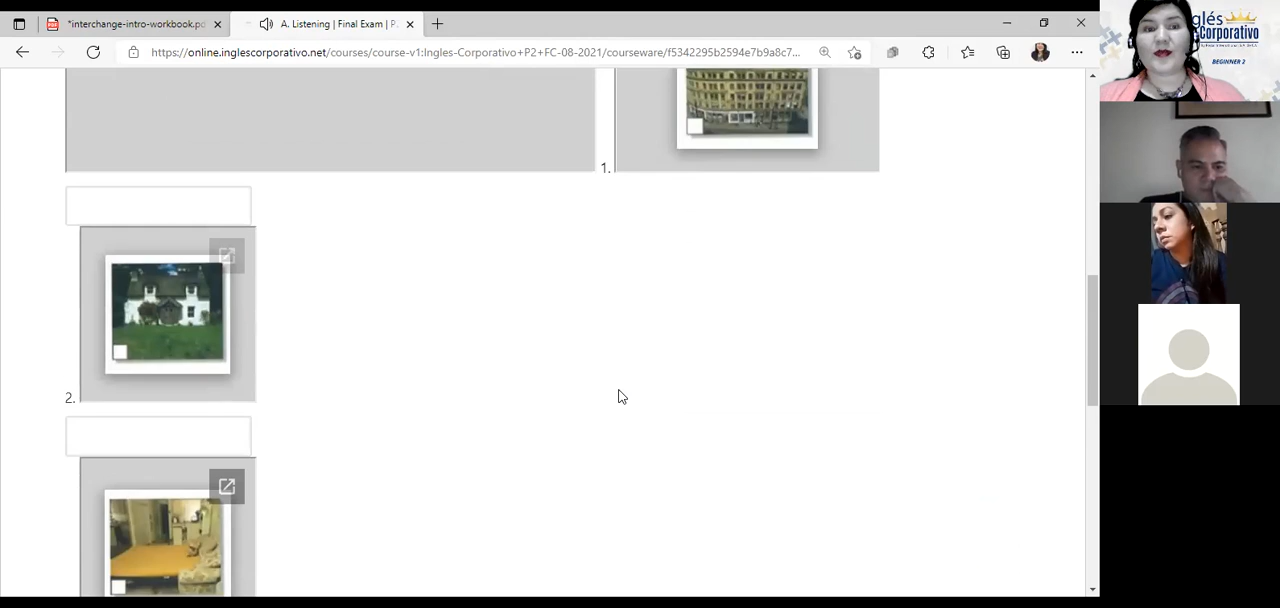 *interchange-intro-workbook.pd
A. Listening | Final Exam | P.
https://online.inglescorporativo.net/courses/course-v1:Ingles-Corporativo+P2+FC-08-2021/courseware/f5342295b2594e7b9a8c7...
glés
Corporativo
BEGINNER 2
1.
2.